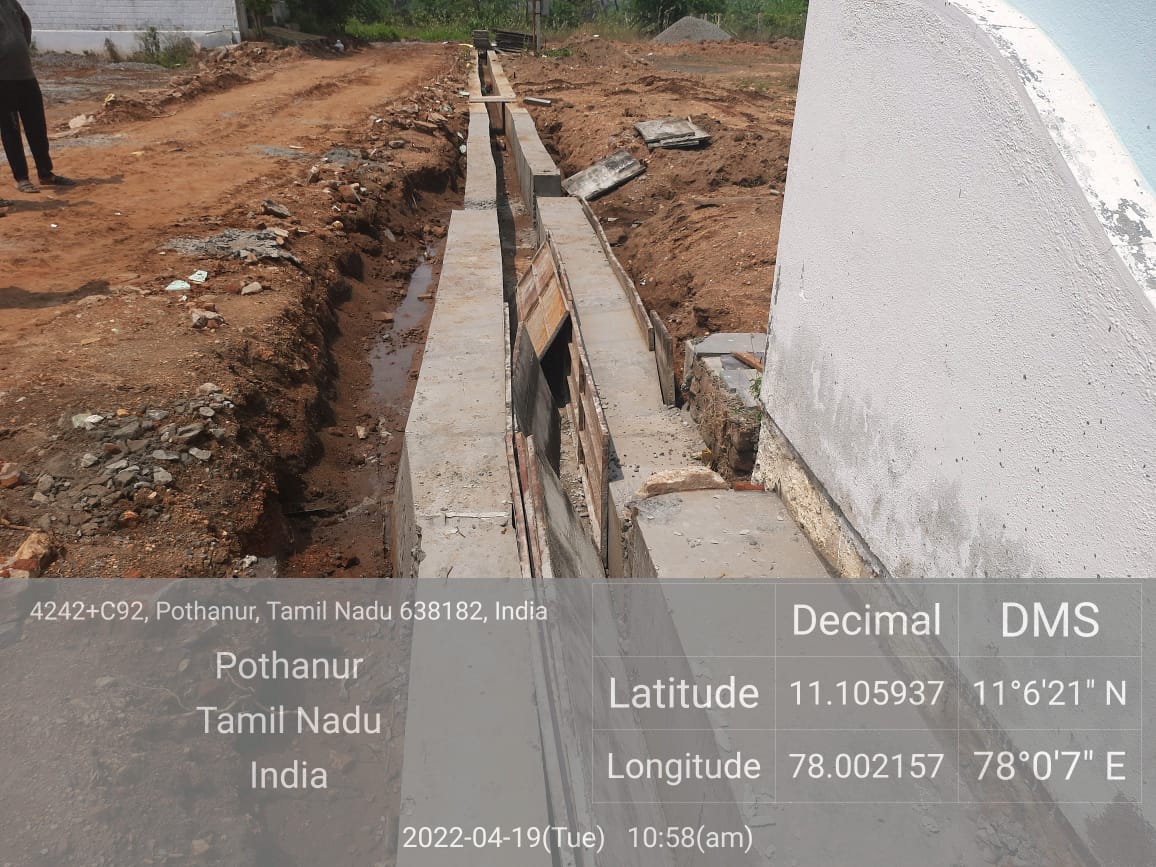 4242+C92, Pothanur, Tamil Nadu 638182, India
Pothanur
Tamil Nadu
India
Decimal DMS
Latitude 11.105937 11°6'21" N
Longitude 78.002157 78°0'7" E
2022-04-19(Tue) 10:58(am)